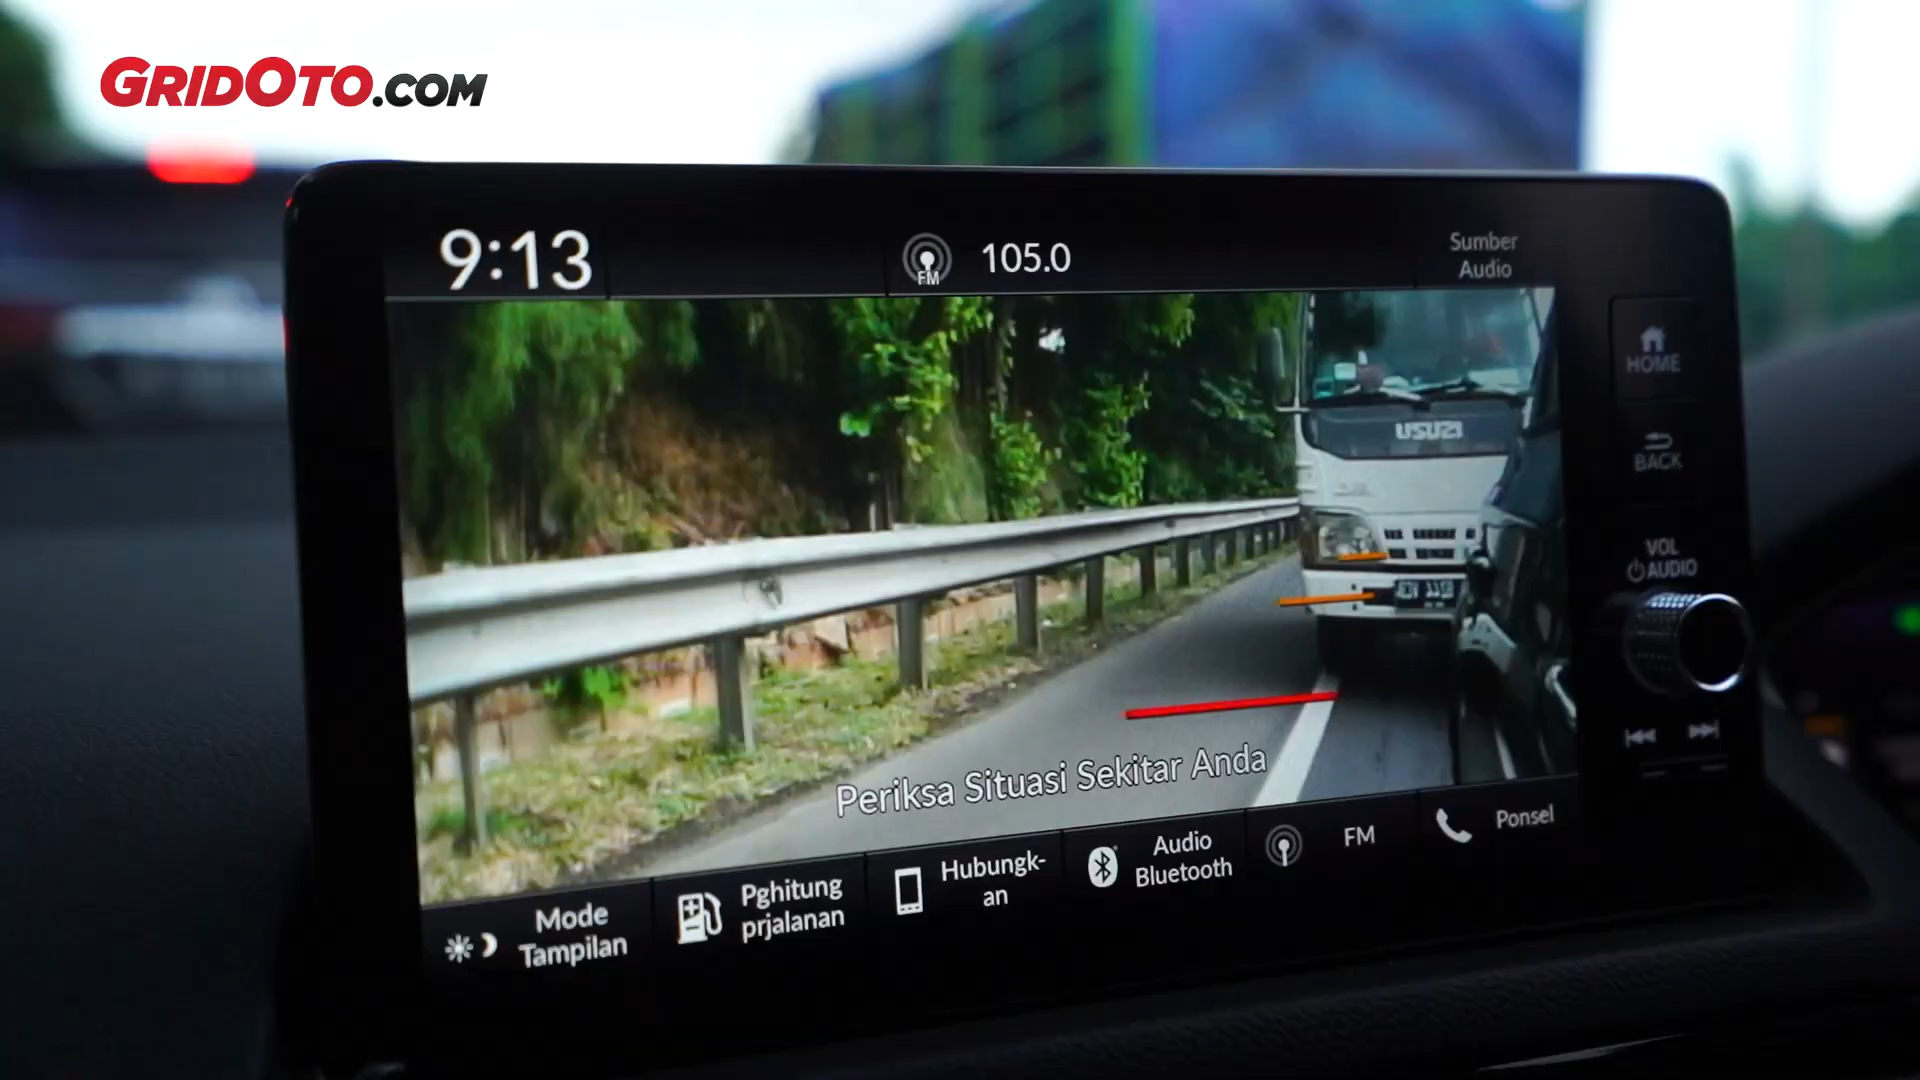 GRIDOTO.COM
9:13
FM
105.0
Sumber
Audio
HOME
BACK
VOL
AUDIO
USUZI
Periksa Situasi Sekitar Anda
Mode
Tampilan
Pghitung
prjalanan
Hubungk-
an
Audio
Bluetooth
FM
Ponsel